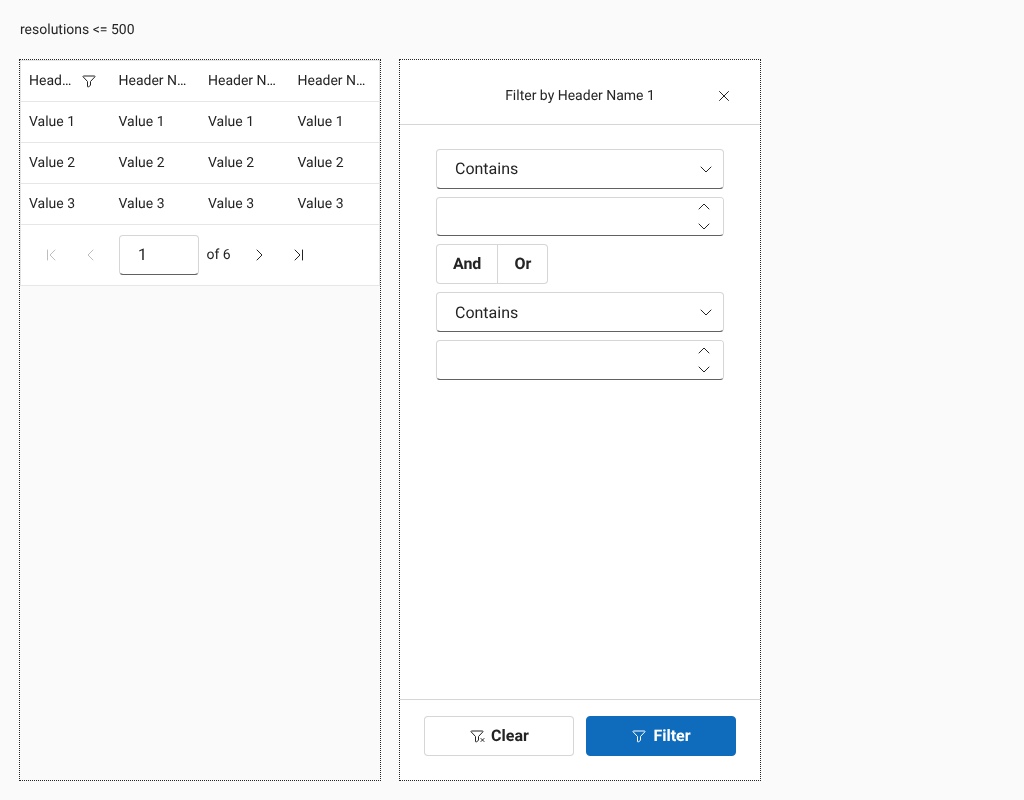 resolutions <= 500
Head... Header N... Header N... Header N...
Value 1 Value 1 Value 1 Value 1
Value 2 Value 2 Value 2 Value 2
Value 3 Value 3 Value 3 Value 3
1 of 6
Filter by Header Name 1
Contains
And Or
Contains
Clear Filter